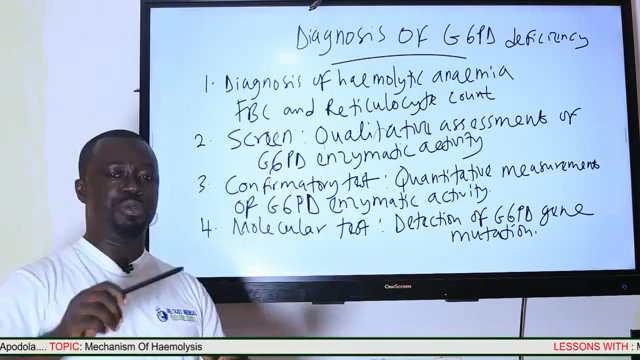 Diagnosis Of G6PD deficiency
1. Diagnosis of haemolytic anaemia
FBC and Reticulocyte count
2. Screen: Qualitative assessment of
G6PD enzymatic activity
3. Confirmatory test: Quantitative measurement
of G6PD enzymatic activity.
4. Molecular test: Detection of G6PD gene
mutation.
OneScreen
Apodola.... TOPIC: Mechanism Of Haemolysis
LESSONS WITH : M